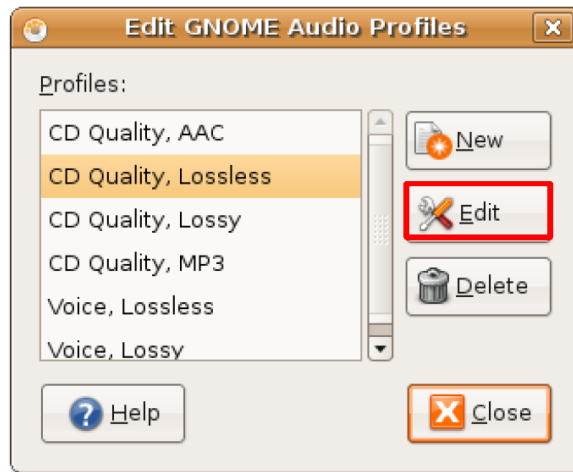 Edit GNOME Audio Profiles
Profiles:
CD Quality, AAC
CD Quality, Lossless
CD Quality, Lossy
CD Quality, MP3
Voice, Lossless
Voice, Lossy
New
Edit
Delete
Help
Close